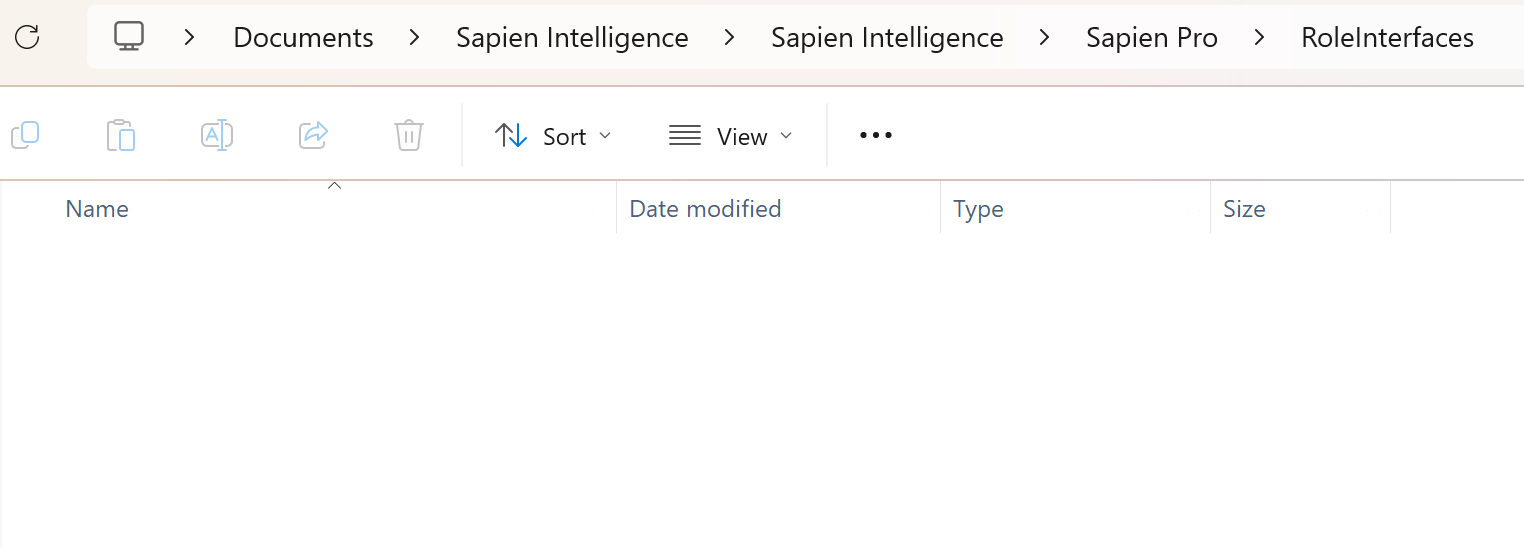 Documents > Sapien Intelligence > Sapien Intelligence > Sapien Pro > RoleInterfaces
Sort View •••
Name Date modified Type Size